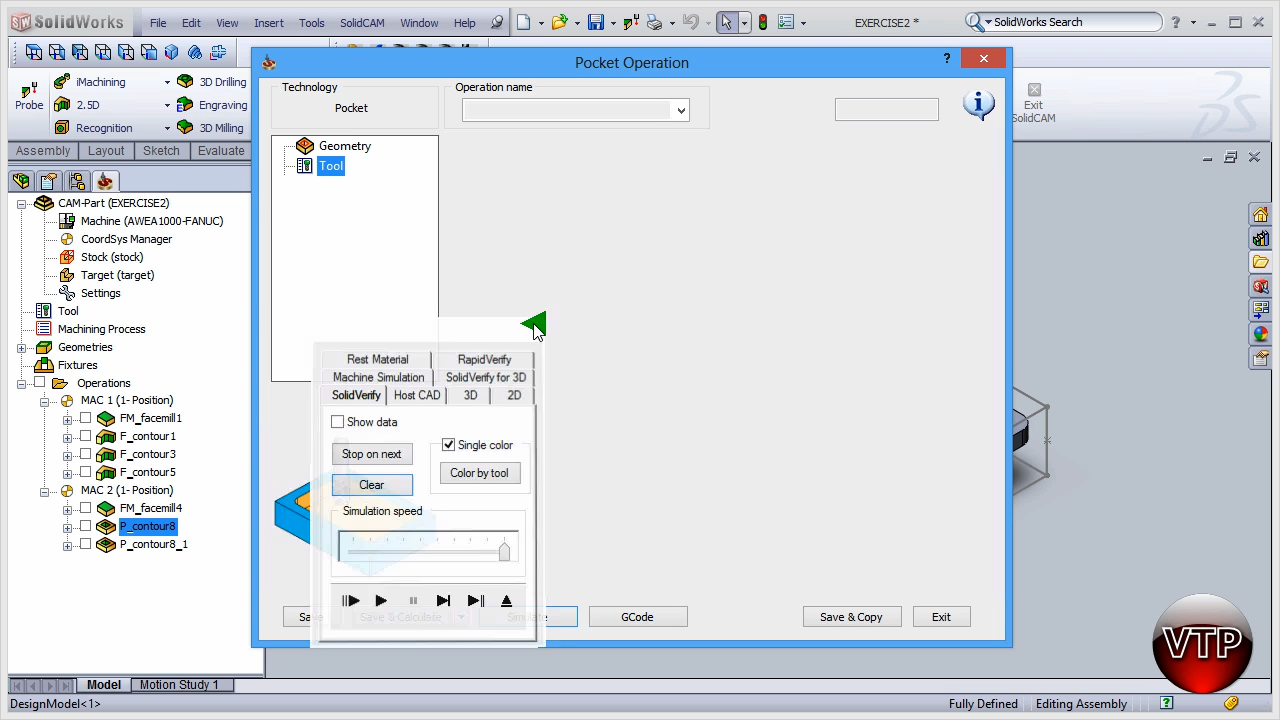 SOLIDWORKS
File Edit View Insert Tools SolidCAM Window Help
EXERCISE2 *
SolidWorks Search
Pocket Operation
Technology
Pocket
Operation name
Probe
iMachining
2.5D
Recognition
3D Drilling
Engraving
3D Milling
Exit
SolidCAM
Assembly Layout Sketch Evaluate
Geometry
Tool
CAM-Part (EXERCISE2)
Machine (AWEA1000-FANUC)
CoordSys Manager
Stock (stock)
Target (target)
Settings
Tool
Machining Process
Geometries
Fixtures
Operations
MAC 1 (1- Position)
FM_facemill1
F_contour1
F_contour3
F_contour5
MAC 2 (1- Position)
FM_facemill4
P_contour8
P_contour8_1
Rest Material RapidVerify
Machine Simulation SolidVerify for 3D
SolidVerify Host CAD 3D 2D
Show data
Stop on next
Single color
Clear
Color by tool
Simulation speed
Save & Calculate
GCode
Save & Copy
Exit
VTP
Model Motion Study 1
DesignModel<1>
Fully Defined Editing Assembly